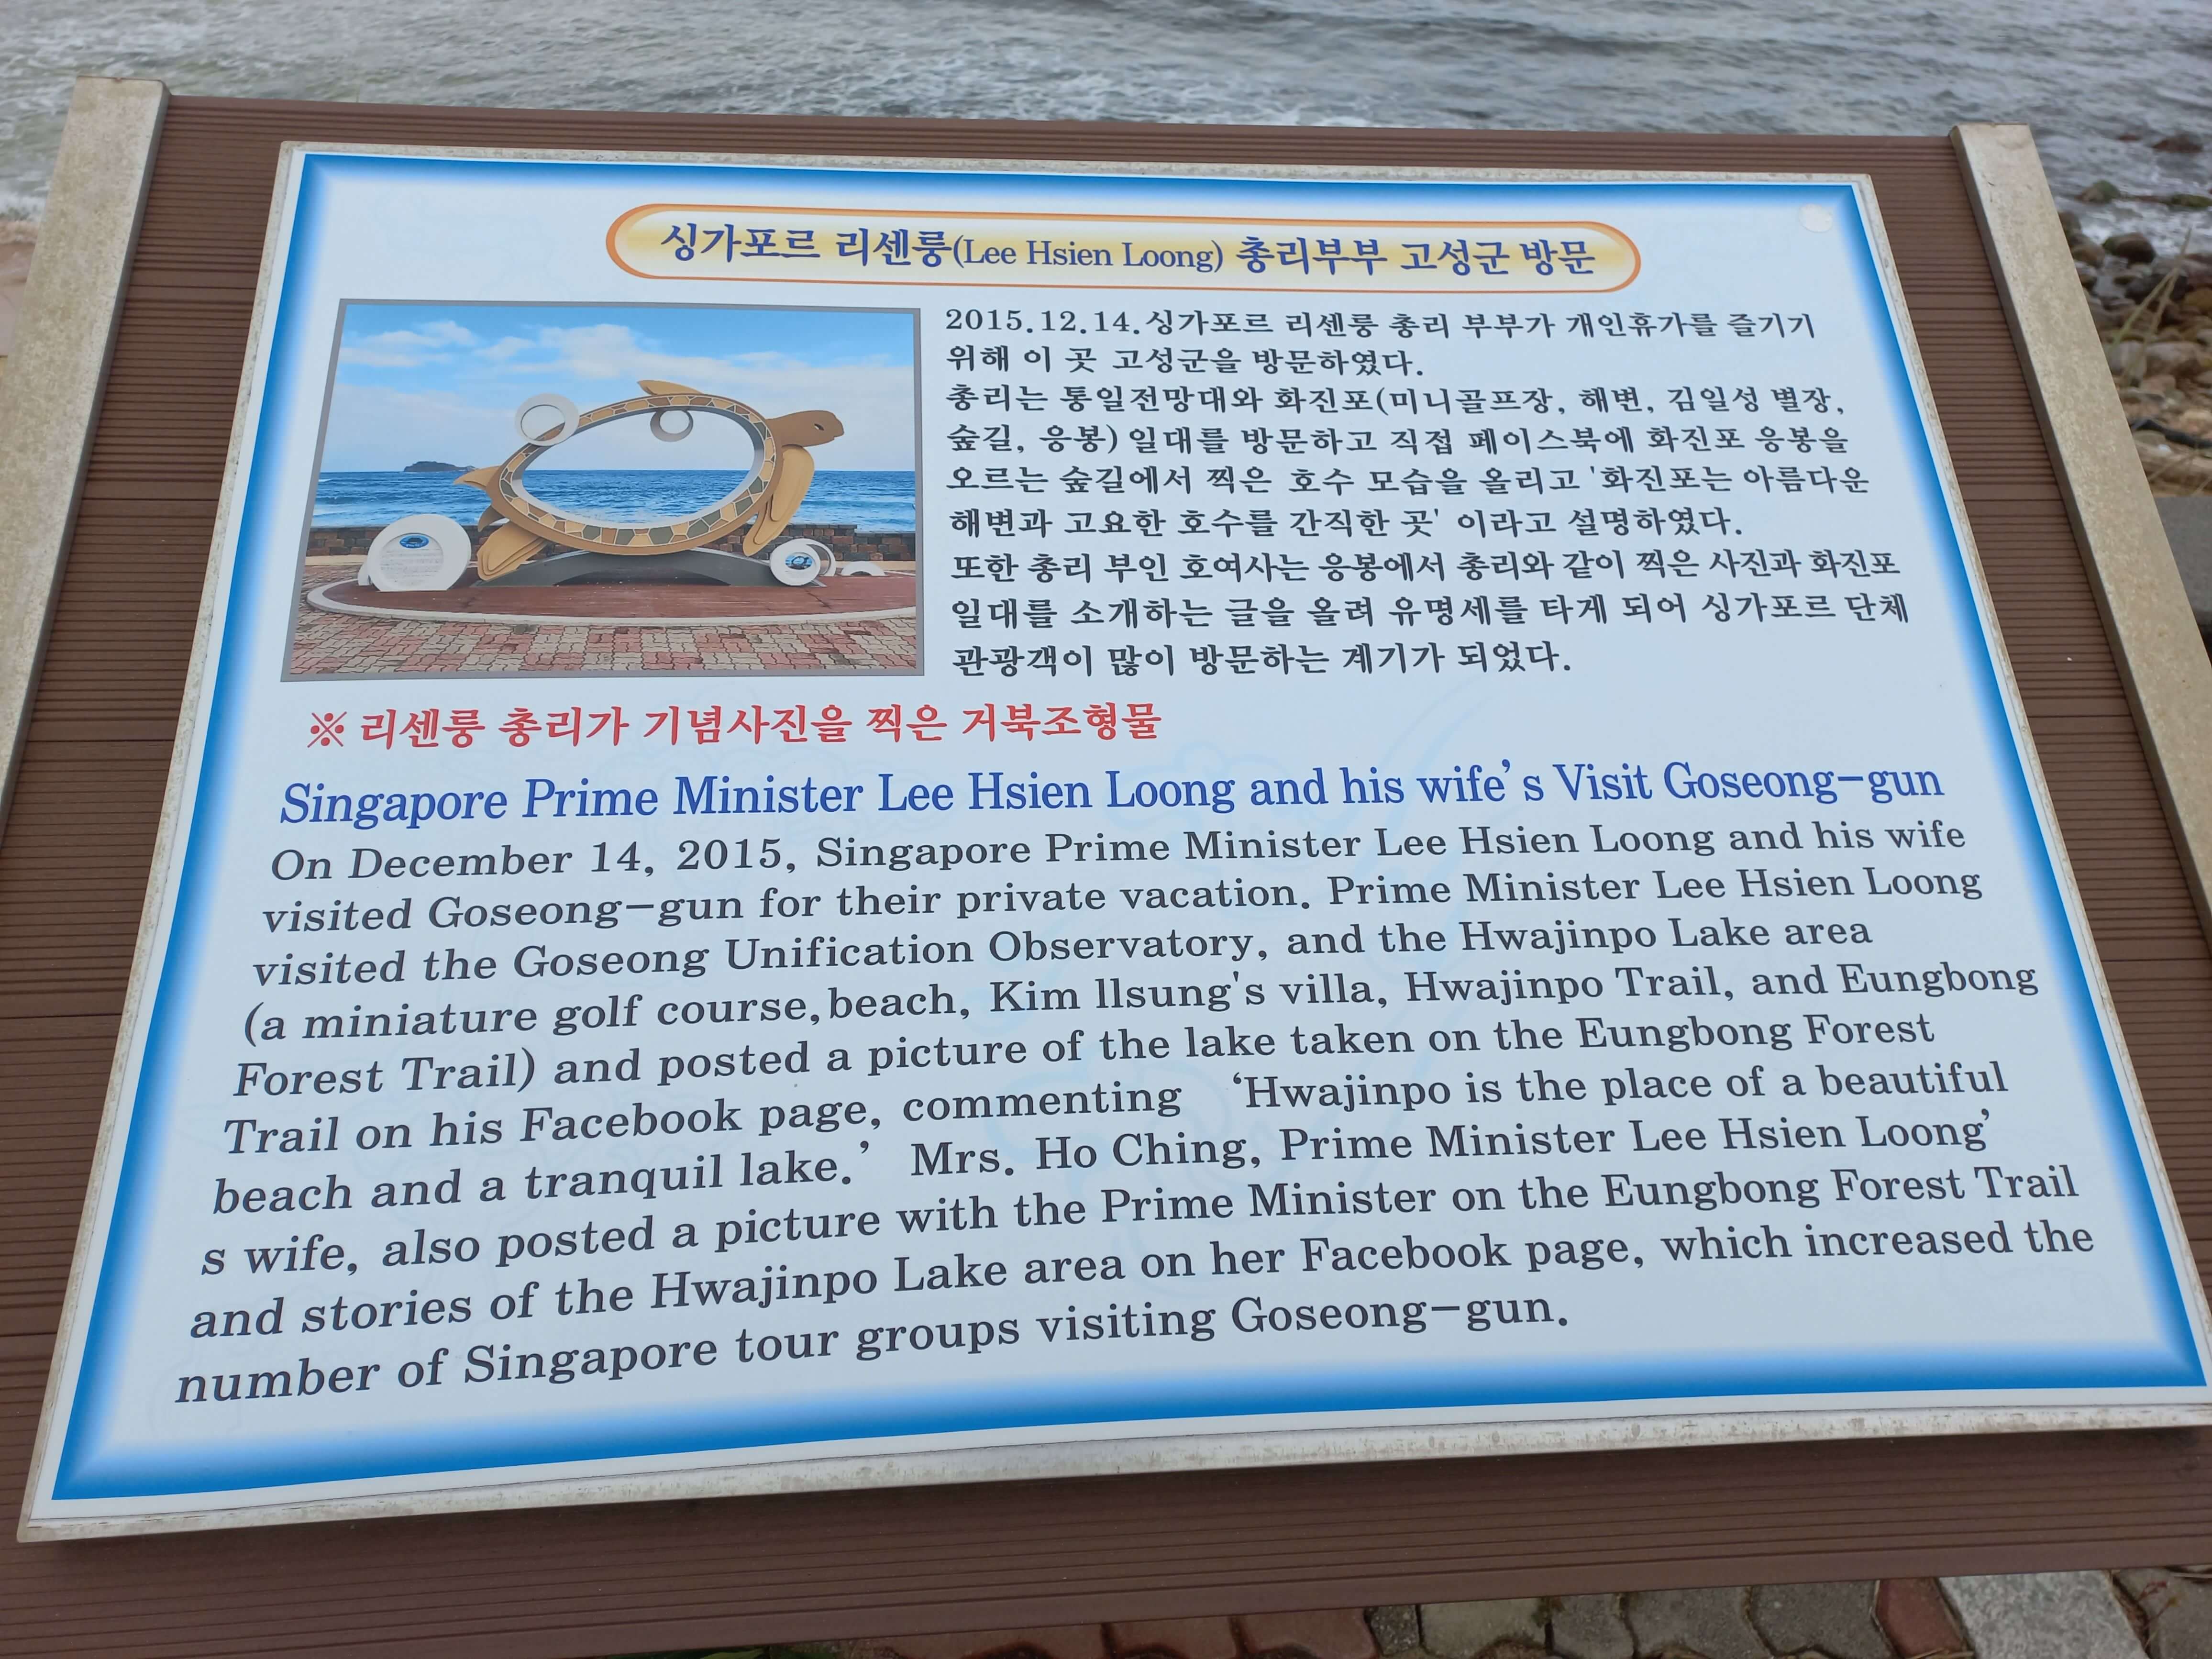 싱가포르 리센룽(Lee Hsien Loong) 총리부부 고성군 방문
2015.12.14.싱가포르 리센룽 총리 부부가 개인휴가를 즐기기
위해 이 곳 고성군을 방문하였다.
총리는 통일전망대와 화진포(미니골프장, 해변, 김일성 별장,
숲길, 응봉) 일대를 방문하고 직접 페이스북에 화진포 응봉을
오르는 숲길에서 찍은 호수 모습을 올리고 '화진포는 아름다운
해변과 고요한 호수를 간직한 곳' 이라고 설명하였다.
또한 총리 부인 호여사는 응봉에서 총리와 같이 찍은 사진과 화진포
일대를 소개하는 글을 올려 유명세를 타게 되어 싱가포르 단체
관광객이 많이 방문하는 계기가 되었다.
※ 리센룽 총리가 기념사진을 찍은 거북조형물
Singapore Prime Minister Lee Hsien Loong and his wife’s Visit Goseong-gun
On December 14, 2015, Singapore Prime Minister Lee Hsien Loong and his wife
visited Goseong-gun for their private vacation. Prime Minister Lee Hsien Loong
visited the Goseong Unification Observatory, and the Hwajinpo Lake area
(a miniature golf course,beach, Kim llsung's villa, Hwajinpo Trail, and Eungbong
Forest Trail) and posted a picture of the lake taken on the Eungbong Forest
Trail on his Facebook page, commenting ‘Hwajinpo is the place of a beautiful
beach and a tranquil lake.’ Mrs. Ho Ching, Prime Minister Lee Hsien Loong’
s wife, also posted a picture with the Prime Minister on the Eungbong Forest Trail
and stories of the Hwajinpo Lake area on her Facebook page, which increased the
number of Singapore tour groups visiting Goseong-gun.